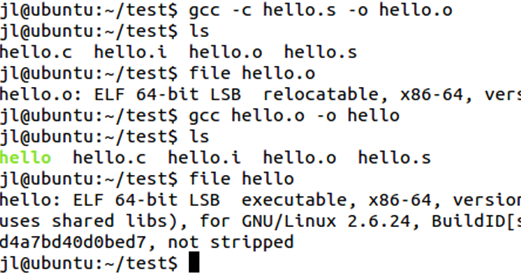 jl@ubuntu:~/test$ gcc -c hello.s -o hello.o
jl@ubuntu:~/test$ ls
hello.c  hello.i  hello.o  hello.s
jl@ubuntu:~/test$ file hello.o
hello.o: ELF 64-bit LSB  relocatable, x86-64, vers
jl@ubuntu:~/test$ gcc hello.o -o hello
jl@ubuntu:~/test$ ls
hello  hello.c  hello.i  hello.o  hello.s
jl@ubuntu:~/test$ file hello
hello: ELF 64-bit LSB  executable, x86-64, version
uses shared libs), for GNU/Linux 2.6.24, BuildID[s
d4a7bd40d0bed7, not stripped
jl@ubuntu:~/test$